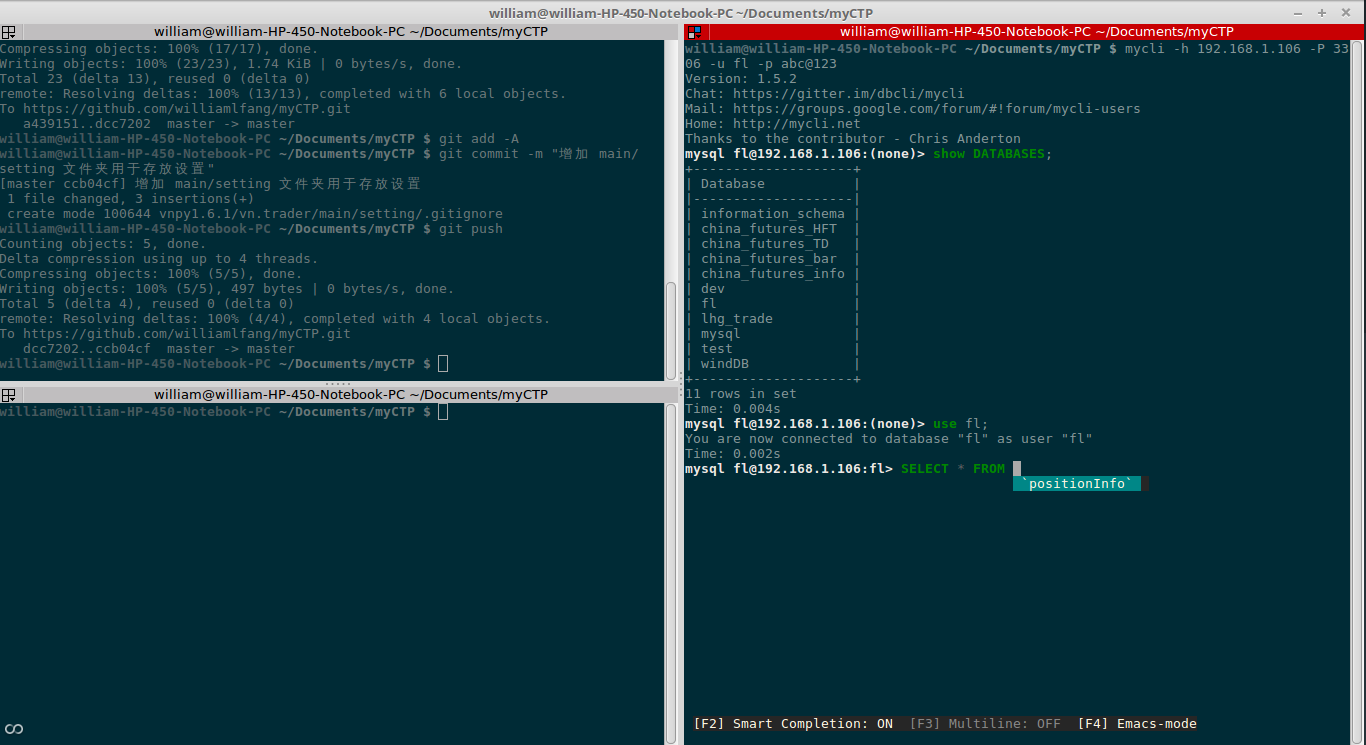 william@william-HP-450-Notebook-PC ~/Documents/myCTP
william@william-HP-450-Notebook-PC ~/Documents/myCTP
Compressing objects: 100% (17/17), done.
Writing objects: 100% (23/23), 1.74 KiB | 0 bytes/s, done.
Total 23 (delta 13), reused 0 (delta 0)
remote: Resolving deltas: 100% (13/13), completed with 6 local objects.
To https://github.com/williamlfang/myCTP.git
   a439151..dcc7202  master -> master
william@william-HP-450-Notebook-PC ~/Documents/myCTP $ git add -A
william@william-HP-450-Notebook-PC ~/Documents/myCTP $ git commit -m "增加 main/
setting 文件夹用于存放设置"
[master ccb04cf] 增加 main/setting 文件夹用于存放设置
 1 file changed, 3 insertions(+)
 create mode 100644 vnpy1.6.1/vn.trader/main/setting/.gitignore
william@william-HP-450-Notebook-PC ~/Documents/myCTP $ git push
Counting objects: 5, done.
Delta compression using up to 4 threads.
Compressing objects: 100% (5/5), done.
Writing objects: 100% (5/5), 497 bytes | 0 bytes/s, done.
Total 5 (delta 4), reused 0 (delta 0)
remote: Resolving deltas: 100% (4/4), completed with 4 local objects.
To https://github.com/williamlfang/myCTP.git
   dcc7202..ccb04cf  master -> master
william@william-HP-450-Notebook-PC ~/Documents/myCTP $
william@william-HP-450-Notebook-PC ~/Documents/myCTP
william@william-HP-450-Notebook-PC ~/Documents/myCTP $
william@william-HP-450-Notebook-PC ~/Documents/myCTP
william@william-HP-450-Notebook-PC ~/Documents/myCTP $ mycli -h 192.168.1.106 -P 33
06 -u fl -p abc@123
Version: 1.5.2
Chat: https://gitter.im/dbcli/mycli
Mail: https://groups.google.com/forum/#!forum/mycli-users
Home: http://mycli.net
Thanks to the contributor - Chris Anderton
mysql fl@192.168.1.106:(none)> show DATABASES;
+--------------------+
| Database           |
|--------------------|
| information_schema |
| china_futures_HFT  |
| china_futures_TD   |
| china_futures_bar  |
| china_futures_info |
| dev                |
| fl                 |
| lhg_trade          |
| mysql              |
| test               |
| windDB             |
+--------------------+
11 rows in set
Time: 0.004s
mysql fl@192.168.1.106:(none)> use fl;
You are now connected to database "fl" as user "fl"
Time: 0.002s
mysql fl@192.168.1.106:fl> SELECT * FROM
`positionInfo`
[F2] Smart Completion: ON  [F3] Multiline: OFF  [F4] Emacs-mode